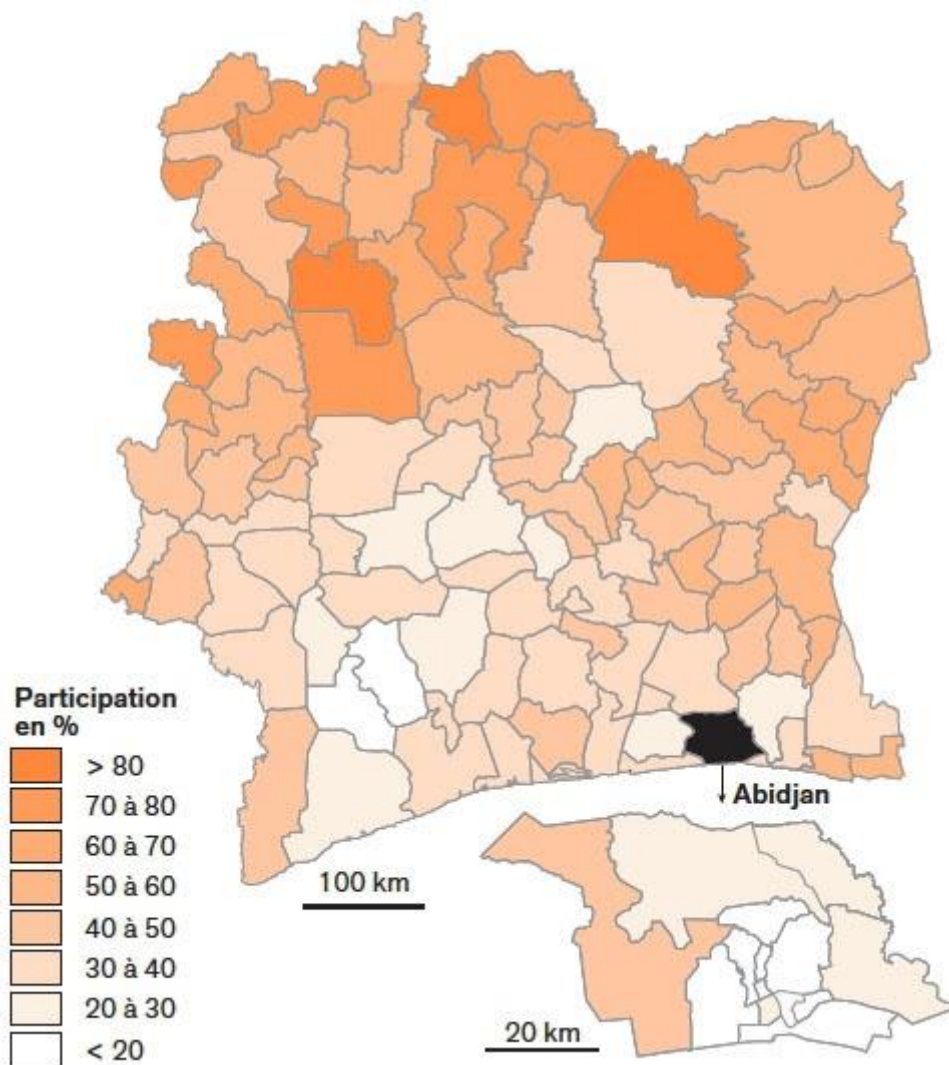 Participation
en %
> 80
70 à 80
60 à 70
50 à 60
40 à 50
30 à 40
20 à 30
< 20
100 km
Abidjan
20 km